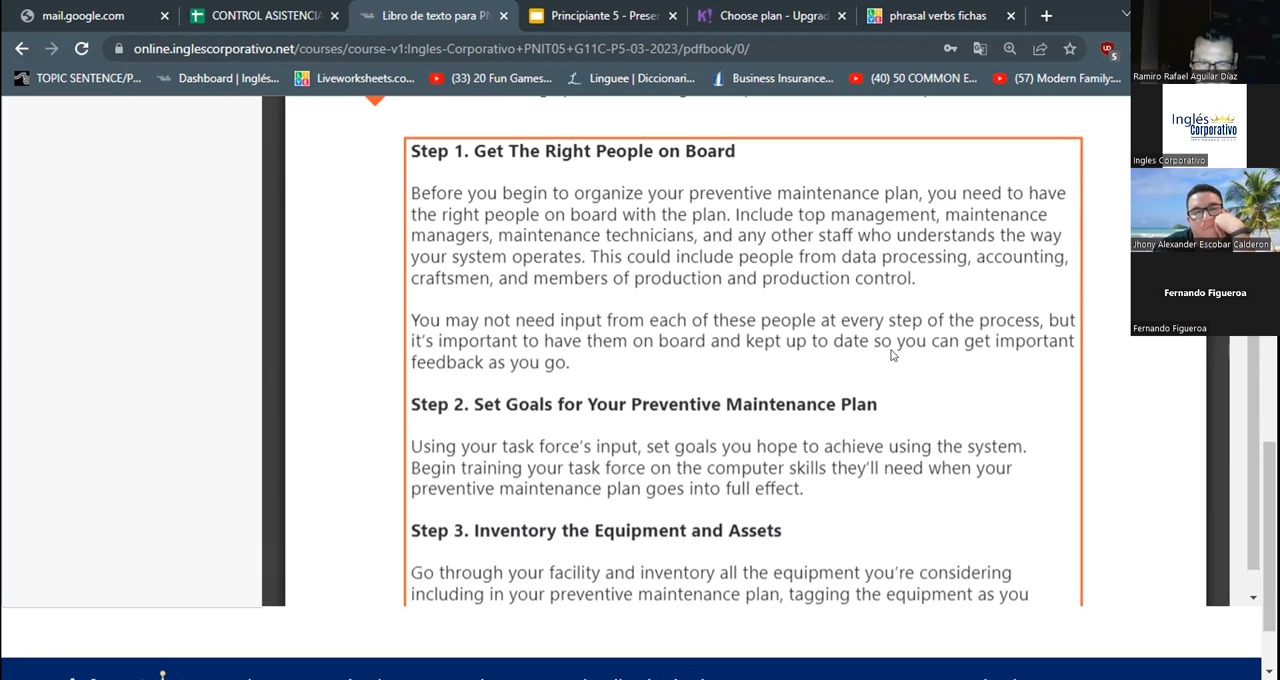 mail.google.com
CONTROL ASISTENCIA
Libro de texto para PN
Principiante 5 - Preser
Choose plan - Upgrad
phrasal verbs fichas
online.inglescorporativo.net/courses/course-v1:Ingles-Corporativo+PNIT05+G11C-P5-03-2023/pdfbook/0/
TOPIC SENTENCE/P...
Dashboard | Inglés...
Liveworksheets.co...
(33) 20 Fun Games...
Linguee | Diccionari...
Business Insurance...
(40) 50 COMMON E...
(57) Modern Family:...
Step 1. Get The Right People on Board
Before you begin to organize your preventive maintenance plan, you need to have
the right people on board with the plan. Include top management, maintenance
managers, maintenance technicians, and any other staff who understands the way
your system operates. This could include people from data processing, accounting,
craftsmen, and members of production and production control.
You may not need input from each of these people at every step of the process, but
it's important to have them on board and kept up to date so you can get important
feedback as you go.
Step 2. Set Goals for Your Preventive Maintenance Plan
Using your task force's input, set goals you hope to achieve using the system.
Begin training your task force on the computer skills they'll need when your
preventive maintenance plan goes into full effect.
Step 3. Inventory the Equipment and Assets
Go through your facility and inventory all the equipment you're considering
including in your preventive maintenance plan, tagging the equipment as you
Ramiro Rafael Aguilar Díaz
Inglés
Corporativo
Ingles Corporativo
Jhony Alexander Escobar Calderon
Fernando Figueroa
Fernando Figueroa